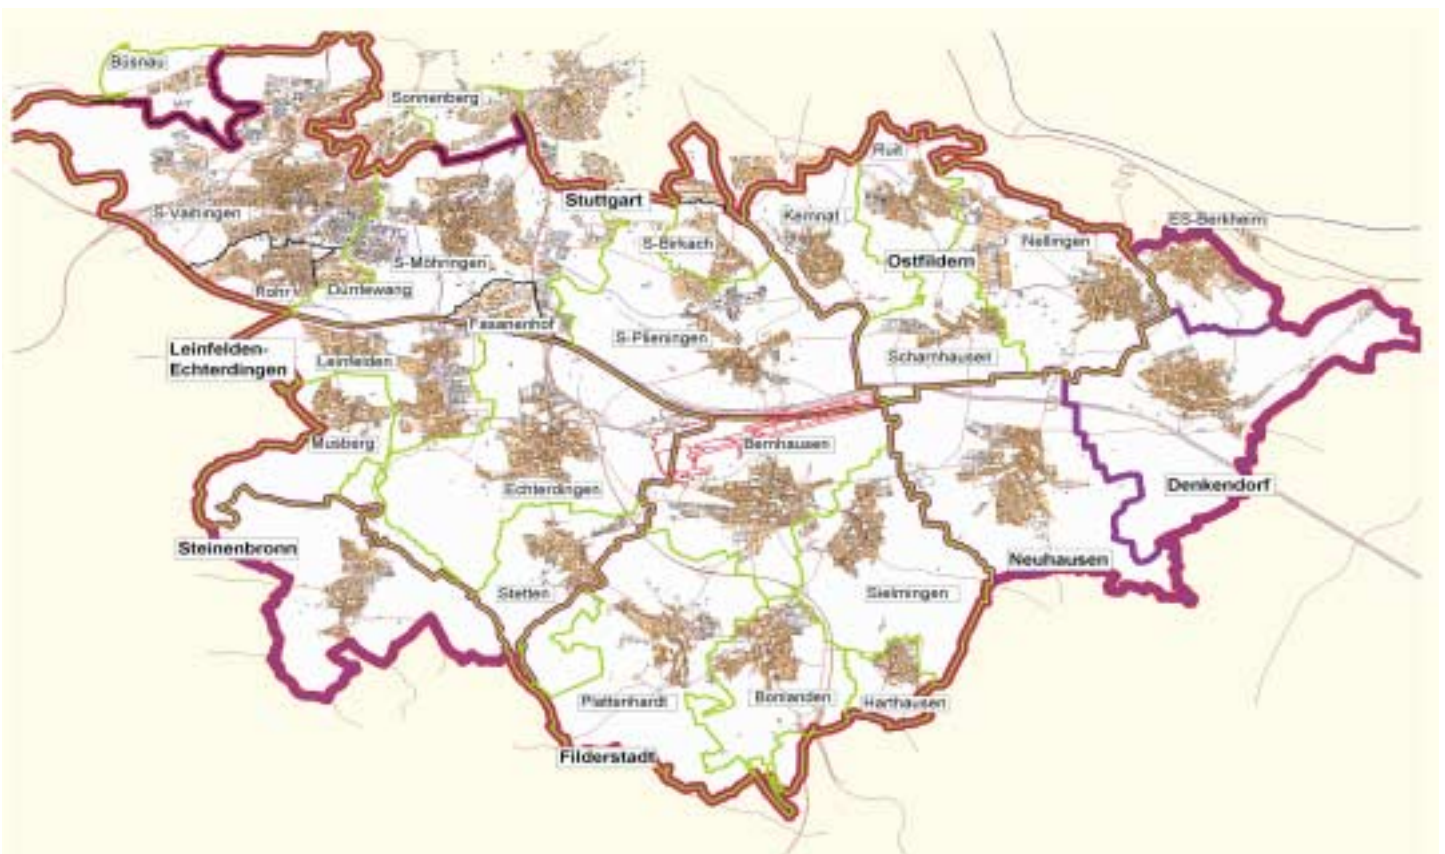 Büsnau
Sonnenberg
Ruit
S-Vaihingen
Stuttgart
Kemnat
ES-Berkheim
S-Birkach
Nellingen
S-Möhringen
Ostfildern
Rohr
Dürrlewang
Fasanenhof
S-Plieningen
Leinfelden-
Echterdingen
Leinfelden
Scharnhausen
Musberg
Bernhausen
Echterdingen
Denkendorf
Steinenbronn
Neuhausen
Stetten
Sielmingen
Plattenhardt
Bonlanden
Harthausen
Filderstadt